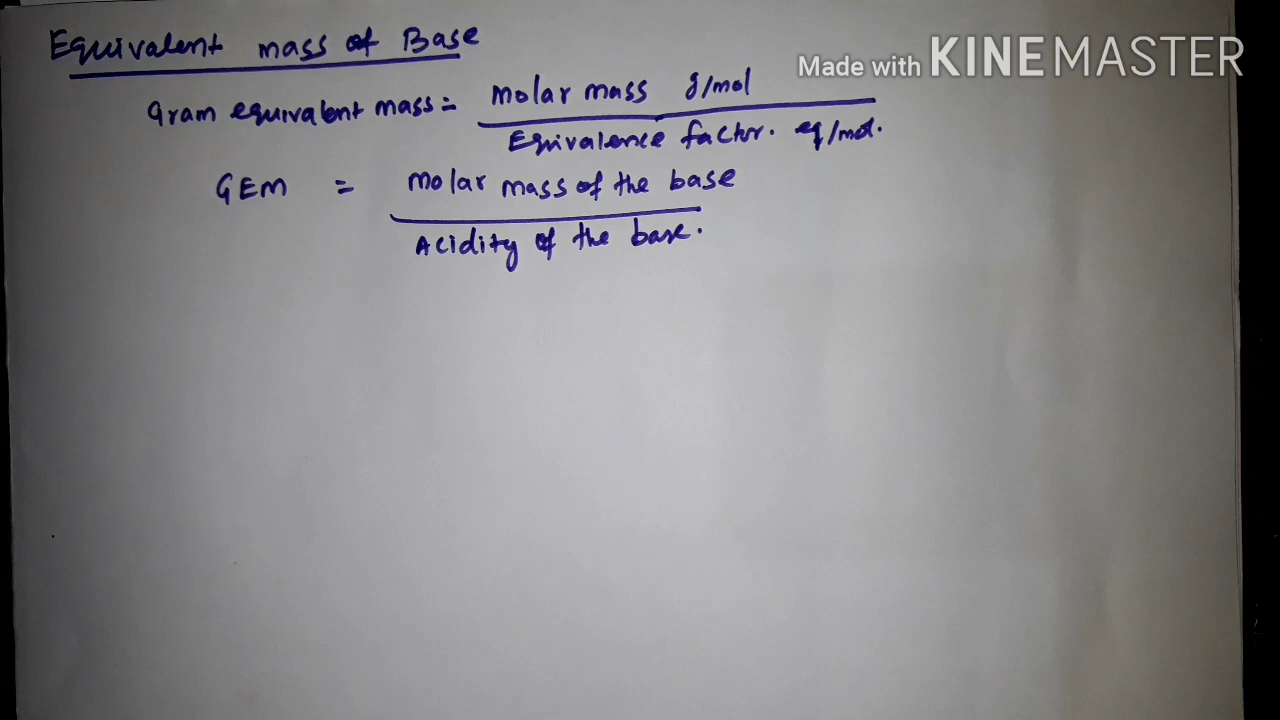 Equivalent mass of Base
Made with KINEMASTER
Gram equivalent mass = molar mass g/mol
Equivalence factor. eq/mol.
GEM = molar mass of the base
Acidity of the base.